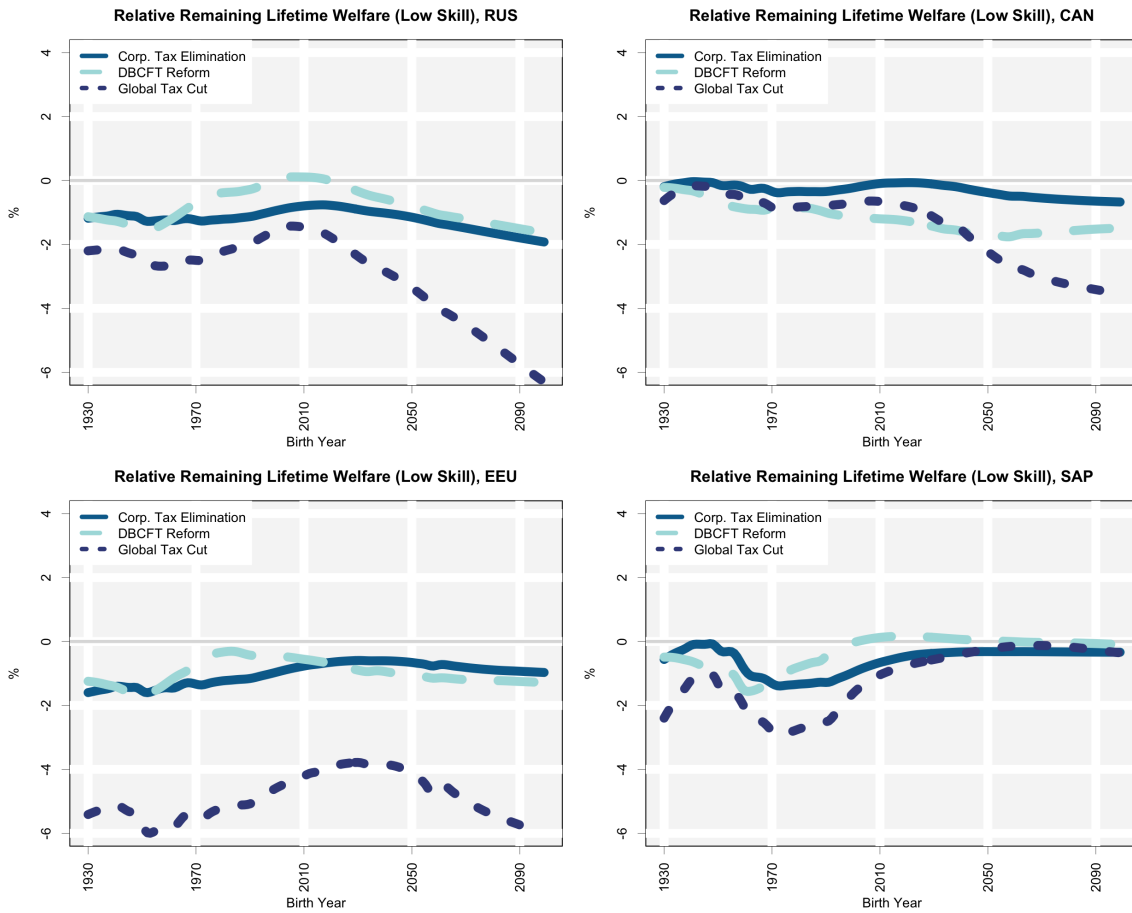 Relative Remaining Lifetime Welfare (Low Skill), RUS
Corp. Tax Elimination
DBCFT Reform
Global Tax Cut
4
2
0
-2
-4
-6
%
1930
1970
2010
2050
2090
Birth Year
Relative Remaining Lifetime Welfare (Low Skill), CAN
Corp. Tax Elimination
DBCFT Reform
Global Tax Cut
4
2
0
-2
-4
-6
%
1930
1970
2010
2050
2090
Birth Year
Relative Remaining Lifetime Welfare (Low Skill), EEU
Corp. Tax Elimination
DBCFT Reform
Global Tax Cut
4
2
0
-2
-4
-6
%
1930
1970
2010
2050
2090
Birth Year
Relative Remaining Lifetime Welfare (Low Skill), SAP
Corp. Tax Elimination
DBCFT Reform
Global Tax Cut
4
2
0
-2
-4
-6
%
1930
1970
2010
2050
2090
Birth Year